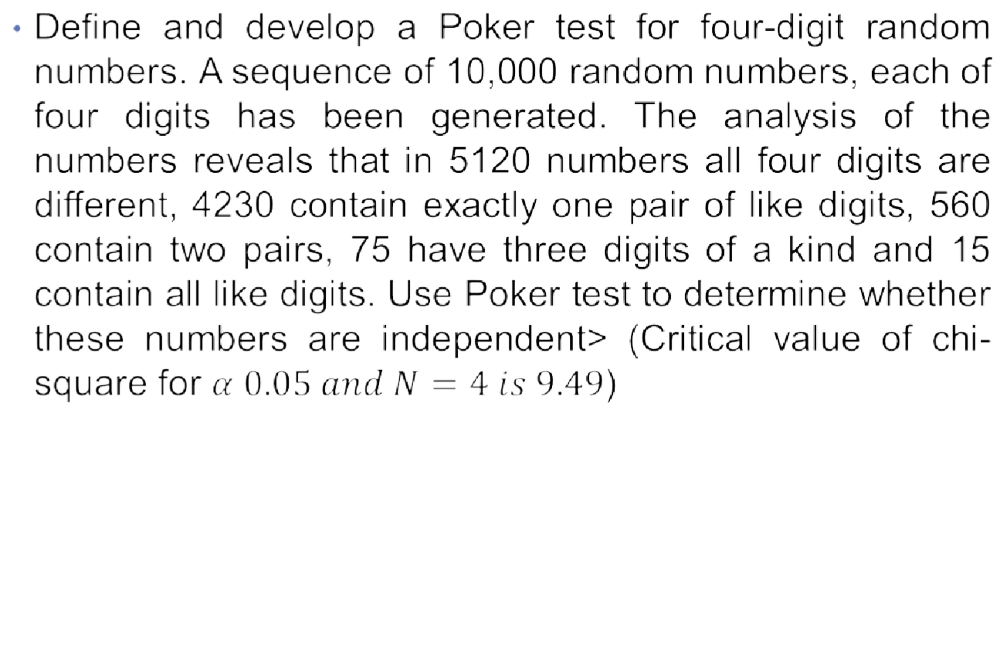 • Define and develop a Poker test for four-digit random
numbers. A sequence of 10,000 random numbers, each of
four digits has been generated. The analysis of the
numbers reveals that in 5120 numbers all four digits are
different, 4230 contain exactly one pair of like digits, 560
contain two pairs, 75 have three digits of a kind and 15
contain all like digits. Use Poker test to determine whether
these numbers are independent> (Critical value of chi-
square for α 0.05 and N = 4 is 9.49)